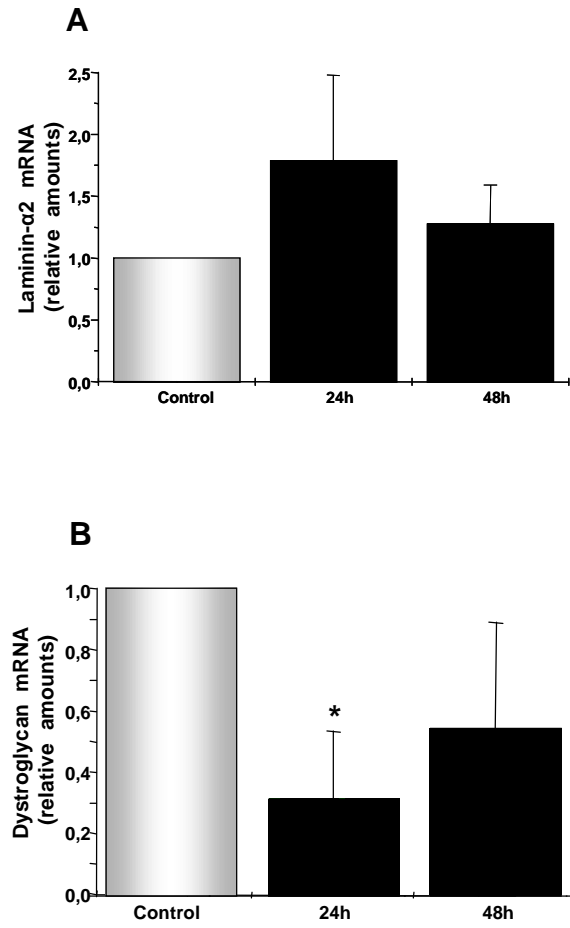 A
2,5
2,0
1,5
1,0
0,5
0,0
Laminin-α2 mRNA
(relative amounts)
Control 24h 48h
B
1,0
0,8
0,6
0,4
0,2
0,0
Dystroglycan mRNA
(relative amounts)
*
Control 24h 48h